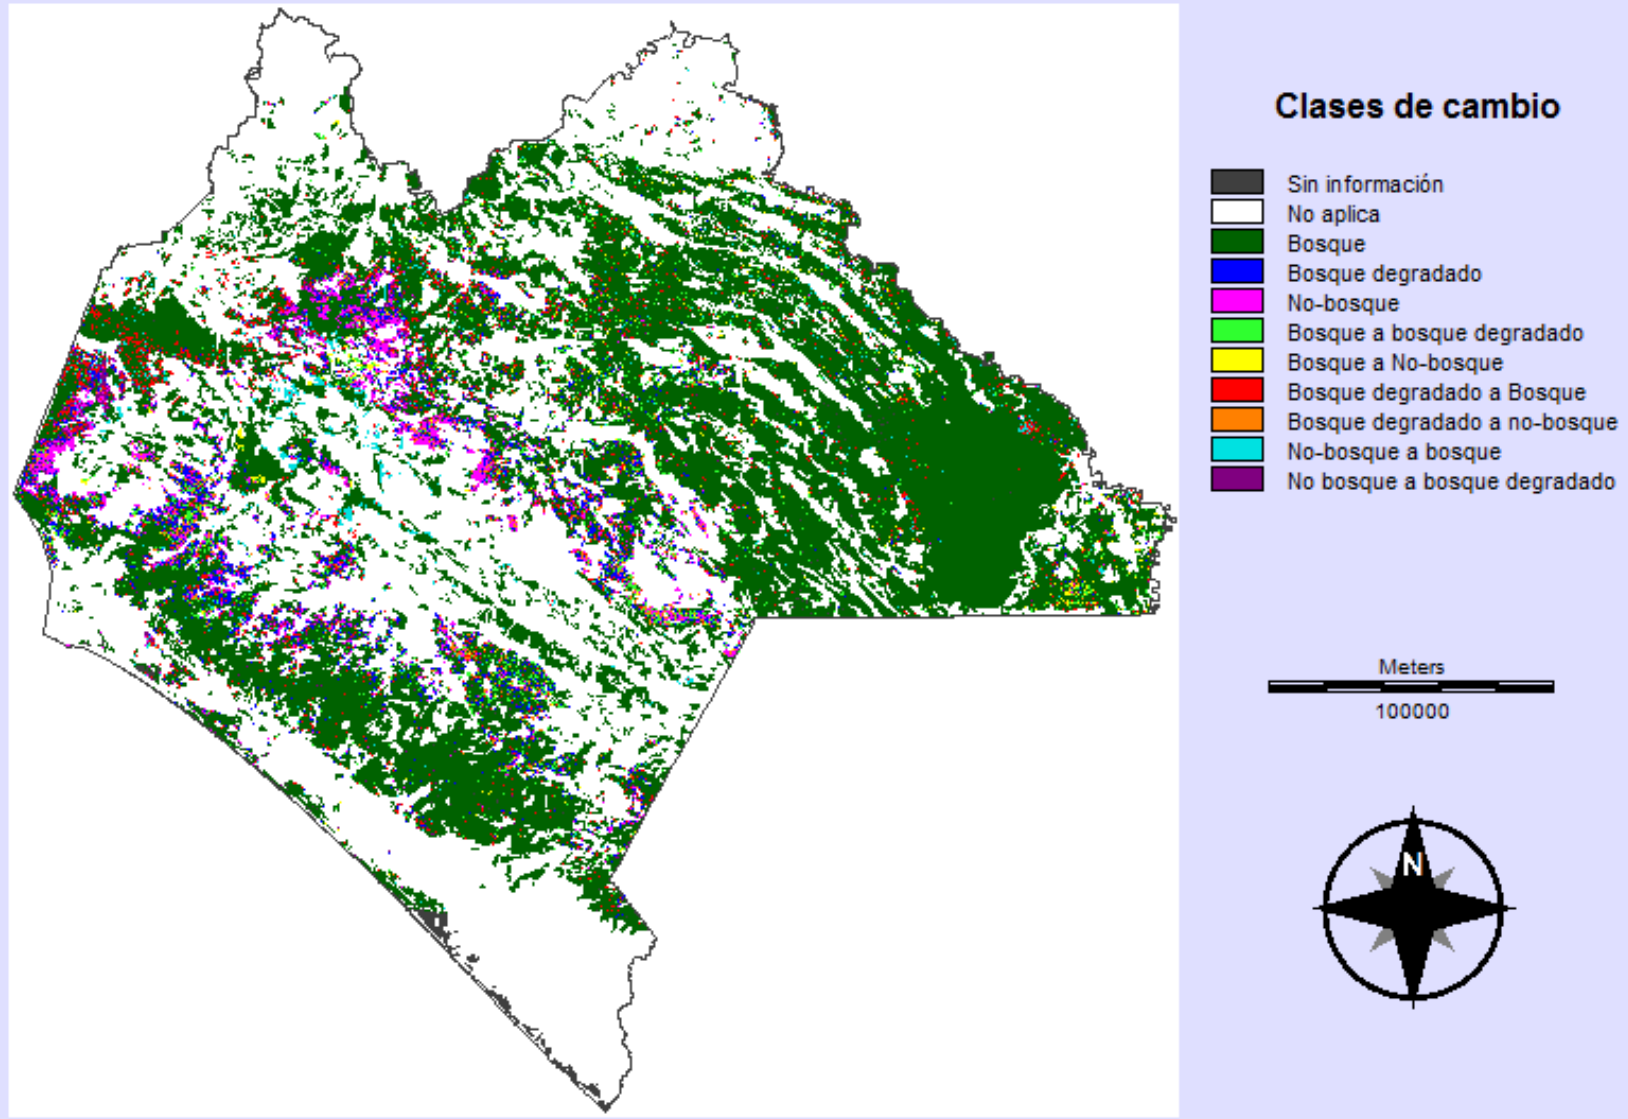 Clases de cambio
Sin información
No aplica
Bosque
Bosque degradado
No-bosque
Bosque a bosque degradado
Bosque a No-bosque
Bosque degradado a Bosque
Bosque degradado a no-bosque
No-bosque a bosque
No bosque a bosque degradado
Meters
100000
N